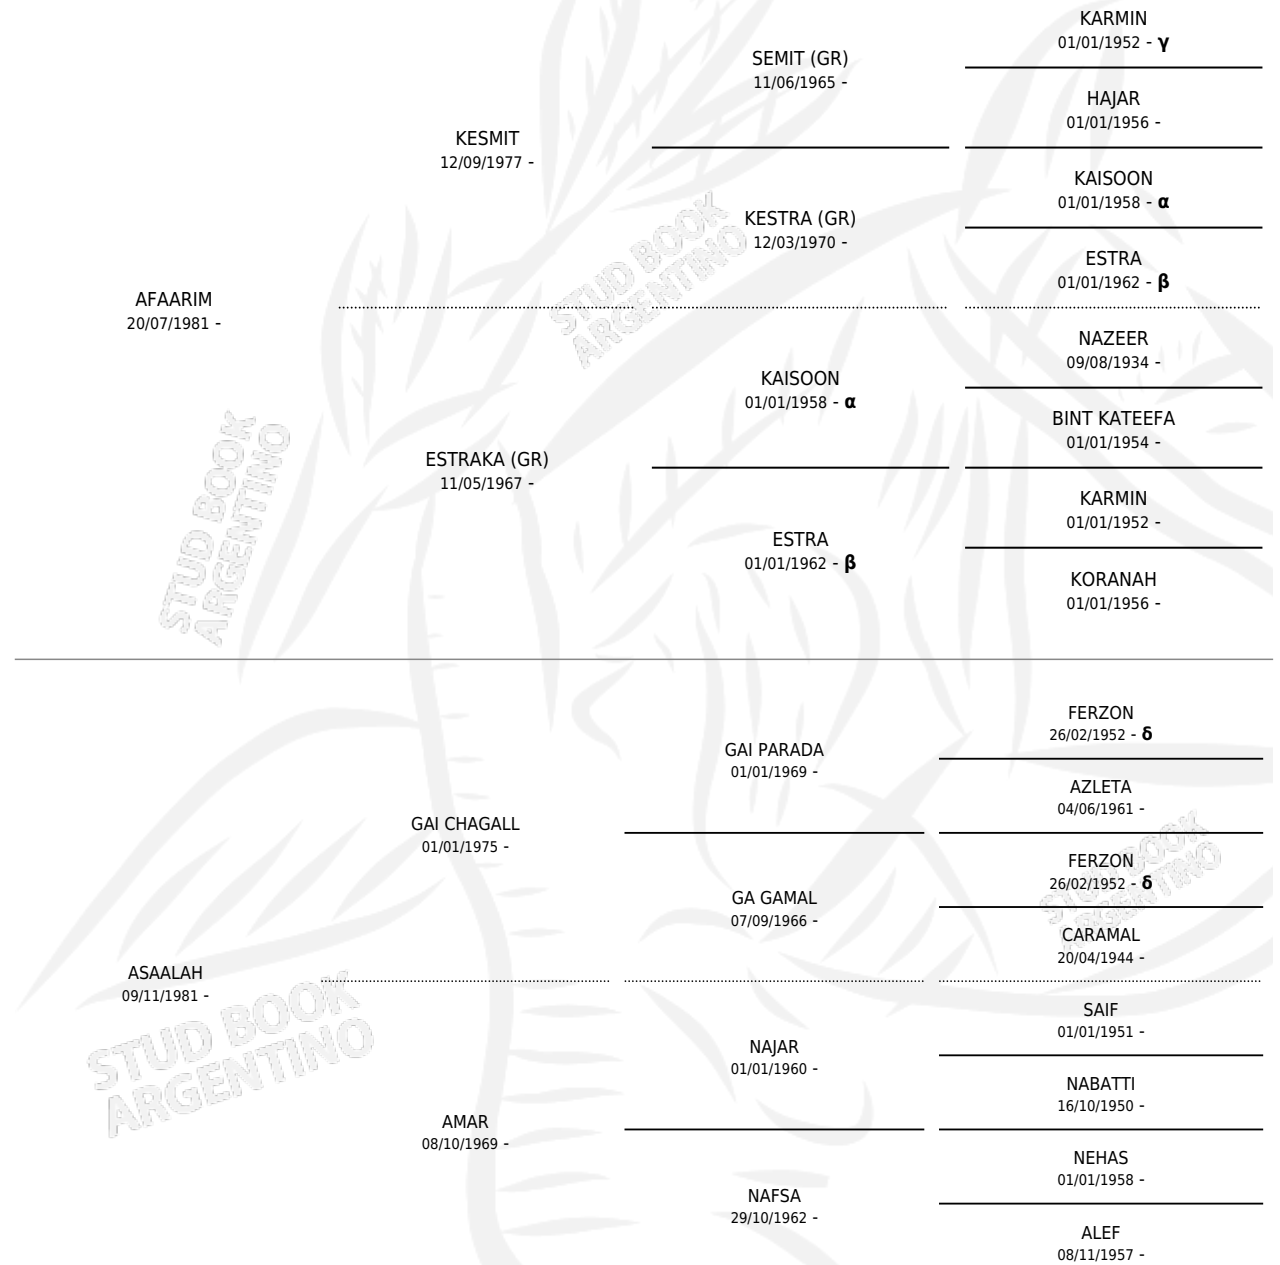 KARMIN
01/01/1952 - γ
SEMIT (GR)
11/06/1965 -
HAJAR
01/01/1956 -
KESMIT
12/09/1977 -
KAISOON
01/01/1958 - α
KESTRA (GR)
12/03/1970 -
ESTRA
01/01/1962 - β
STUD BOOK
ARGENTINO
AFAARIM
20/07/1981 -
NAZEER
09/08/1934 -
KAISOON
01/01/1958 - α
BINT KATEEFA
01/01/1954 -
ESTRAKA (GR)
11/05/1967 -
KARMIN
01/01/1952 -
ESTRA
01/01/1962 - β
KORANAH
01/01/1956 -
STUD BOOK
ARGENTINO
FERZON
26/02/1952 - δ
GAI PARADA
01/01/1969 -
AZLETA
04/06/1961 -
GAI CHAGALL
01/01/1975 -
FERZON
26/02/1952 - δ
GA GAMAL
07/09/1966 -
CARAMAL
20/04/1944 -
STUD BOOK
ARGENTINO
ASAALAH
09/11/1981 -
SAIF
01/01/1951 -
NAJAR
01/01/1960 -
NABATTI
16/10/1950 -
AMAR
08/10/1969 -
NEHAS
01/01/1958 -
NAFSA
29/10/1962 -
ALEF
08/11/1957 -
STUD BOOK
ARGENTINO